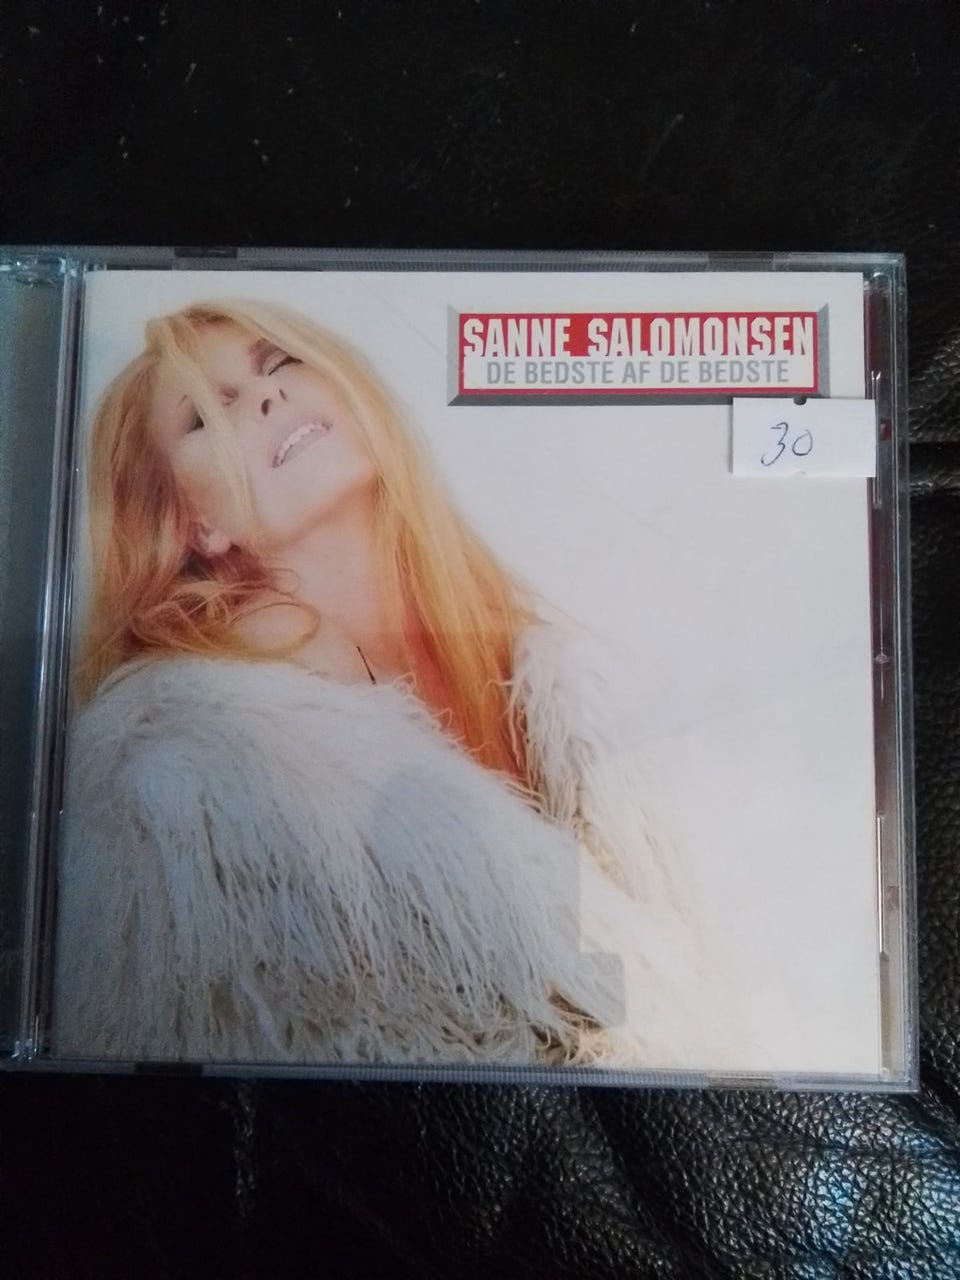 SANNE SALOMONSEN
DE BEDSTE AF DE BEDSTE
30